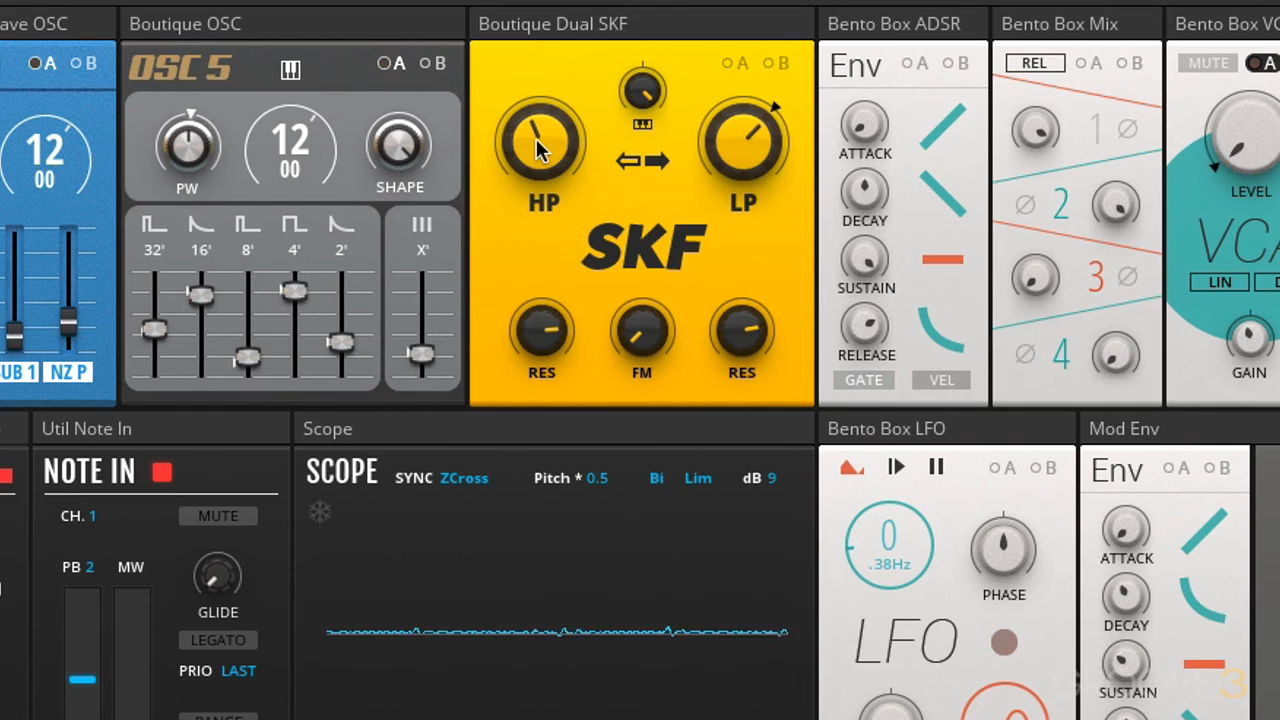 ave OSC
Boutique OSC
Boutique Dual SKF
Bento Box ADSR
Bento Box Mix
Bento Box VC
A B
12
00
UB 1 NZ P
OSC 5
A B
PW
12
00
SHAPE
32' 16' 8' 4' 2' X'
A B
HP
LP
SKF
RES FM RES
Env A B
ATTACK
DECAY
SUSTAIN
RELEASE
GATE VEL
REL A B
1 Ø
Ø 2
3 Ø
Ø 4
MUTE A
LEVEL
VCA
LIN D
GAIN
Util Note In
Scope
Bento Box LFO
Mod Env
NOTE IN
CH. 1 MUTE
PB 2 MW
GLIDE
LEGATO
PRIO LAST
RANGE
SCOPE SYNC ZCross Pitch * 0.5 Bi Lim dB 9
A B
0
.38Hz
PHASE
LFO
Env A B
ATTACK
DECAY
SUSTAIN
GROOVE3